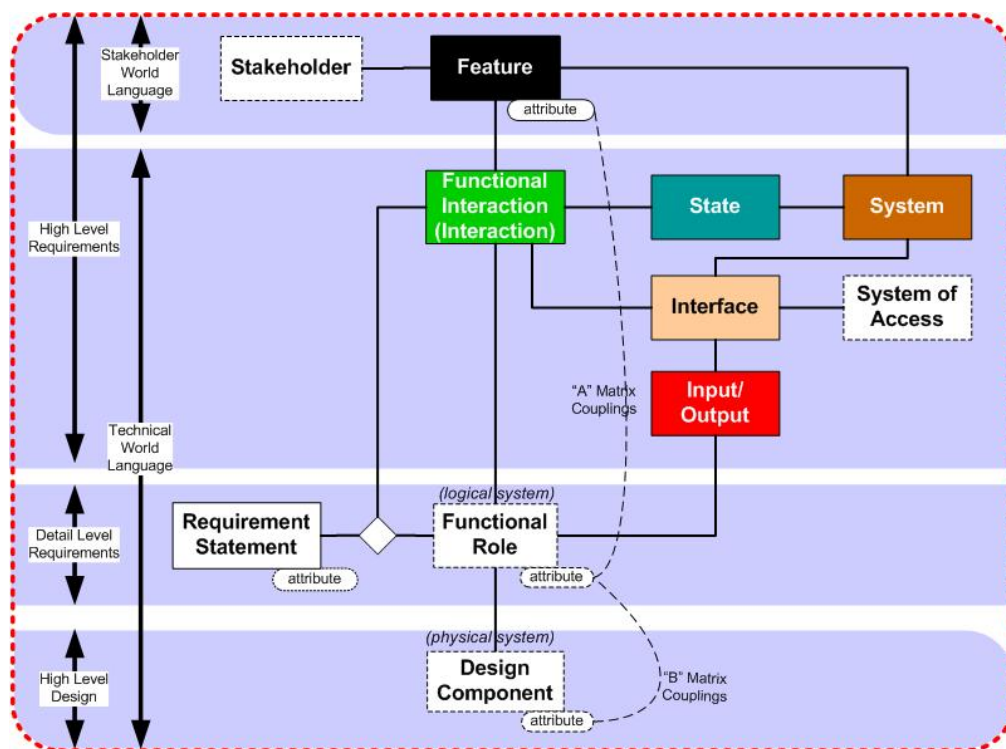 Stakeholder
World
Language
Stakeholder
Feature
attribute
High Level
Requirements
Functional
Interaction
(Interaction)
State
System
Interface
System of
Access
"A" Matrix
Couplings
Input/
Output
Technical
World
Language
(logical system)
Detail Level
Requirements
Requirement
Statement
attribute
Functional
Role
attribute
(physical system)
High Level
Design
Design
Component
attribute
"B" Matrix
Couplings